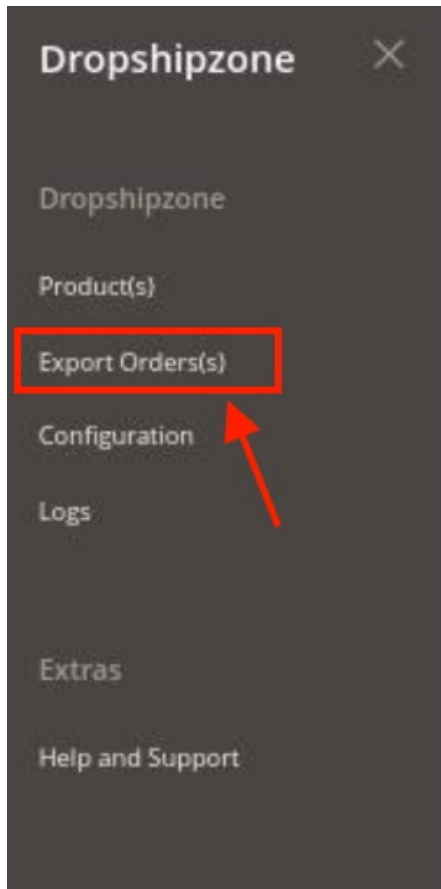 Dropshipzone
Dropshipzone
Product(s)
Export Orders(s)
Configuration
Logs
Extras
Help and Support